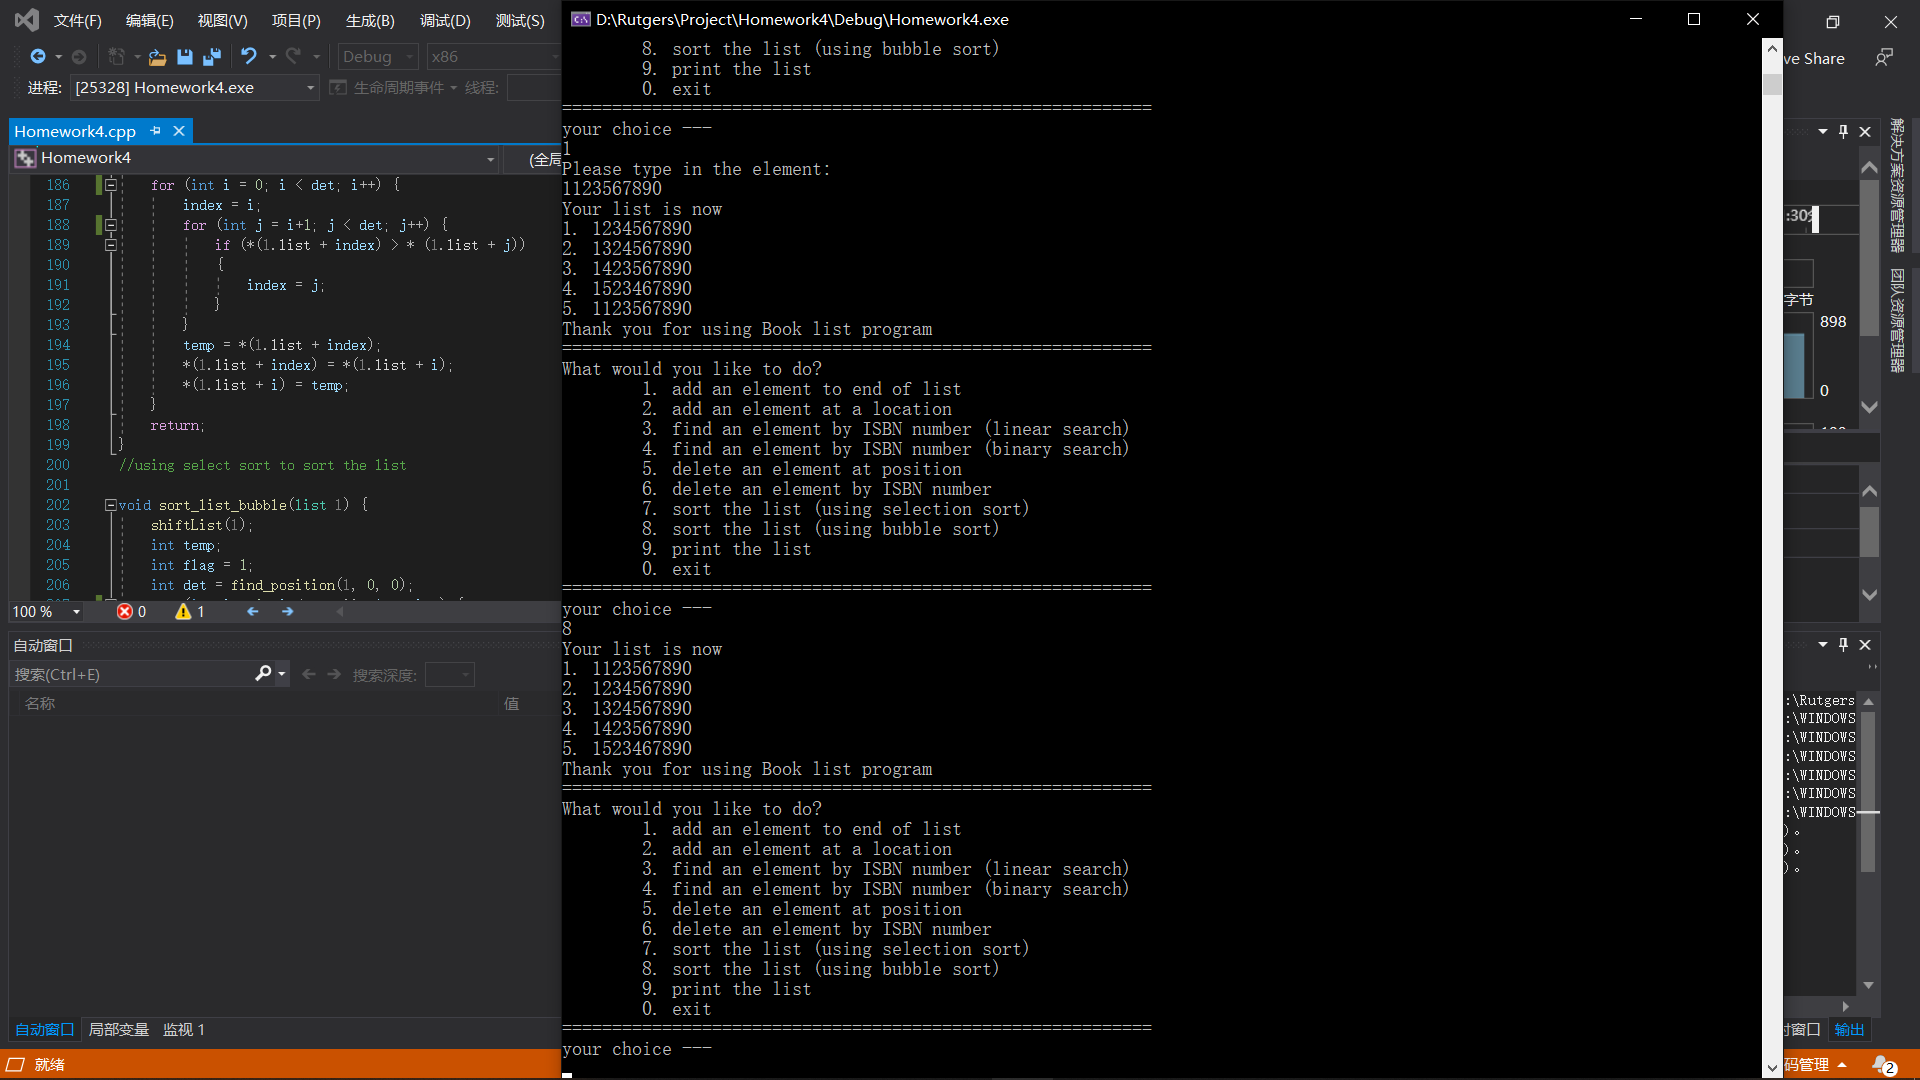 文件(F) 编辑(E) 视图(V) 项目(P) 生成(B) 调试(D) 测试(S)
Debug x86
进程: [25328] Homework4.exe 生命周期事件 线程:
Homework4.cpp
Homework4 (全局
186 for (int i = 0; i < det; i++) {
187 index = i;
188 for (int j = i+1; j < det; j++) {
189 if (*(l.list + index) > * (l.list + j))
190 {
191 index = j;
192 }
193 }
194 temp = *(l.list + index);
195 *(l.list + index) = *(l.list + i);
196 *(l.list + i) = temp;
197 }
198 return;
199 }
200 //using select sort to sort the list
201
202 void sort_list_bubble(list l) {
203 shiftList(l);
204 int temp;
205 int flag = 1;
206 int det = find_position(l, 0, 0);
100 % 0 1
自动窗口
搜索(Ctrl+E) 搜索深度:
名称 值
自动窗口 局部变量 监视 1
就绪
D:\Rutgers\Project\Homework4\Debug\Homework4.exe
8. sort the list (using bubble sort)
9. print the list
0. exit
===========================================================
your choice ---
1
Please type in the element:
1123567890
Your list is now
1. 1234567890
2. 1324567890
3. 1423567890
4. 1523467890
5. 1123567890
Thank you for using Book list program
===========================================================
What would you like to do?
1. add an element to end of list
2. add an element at a location
3. find an element by ISBN number (linear search)
4. find an element by ISBN number (binary search)
5. delete an element at position
6. delete an element by ISBN number
7. sort the list (using selection sort)
8. sort the list (using bubble sort)
9. print the list
0. exit
===========================================================
your choice ---
8
Your list is now
1. 1123567890
2. 1234567890
3. 1324567890
4. 1423567890
5. 1523467890
Thank you for using Book list program
===========================================================
What would you like to do?
1. add an element to end of list
2. add an element at a location
3. find an element by ISBN number (linear search)
4. find an element by ISBN number (binary search)
5. delete an element at position
6. delete an element by ISBN number
7. sort the list (using selection sort)
8. sort the list (using bubble sort)
9. print the list
0. exit
===========================================================
your choice ---
ve Share
解决方案资源管理器
团队资源管理器
:30
字节
898
0
:\Rutgers
:\WINDOWS
:\WINDOWS
:\WINDOWS
:\WINDOWS
:\WINDOWS
:\WINDOWS
)。
)。
)。
时窗口 输出
码管理 2